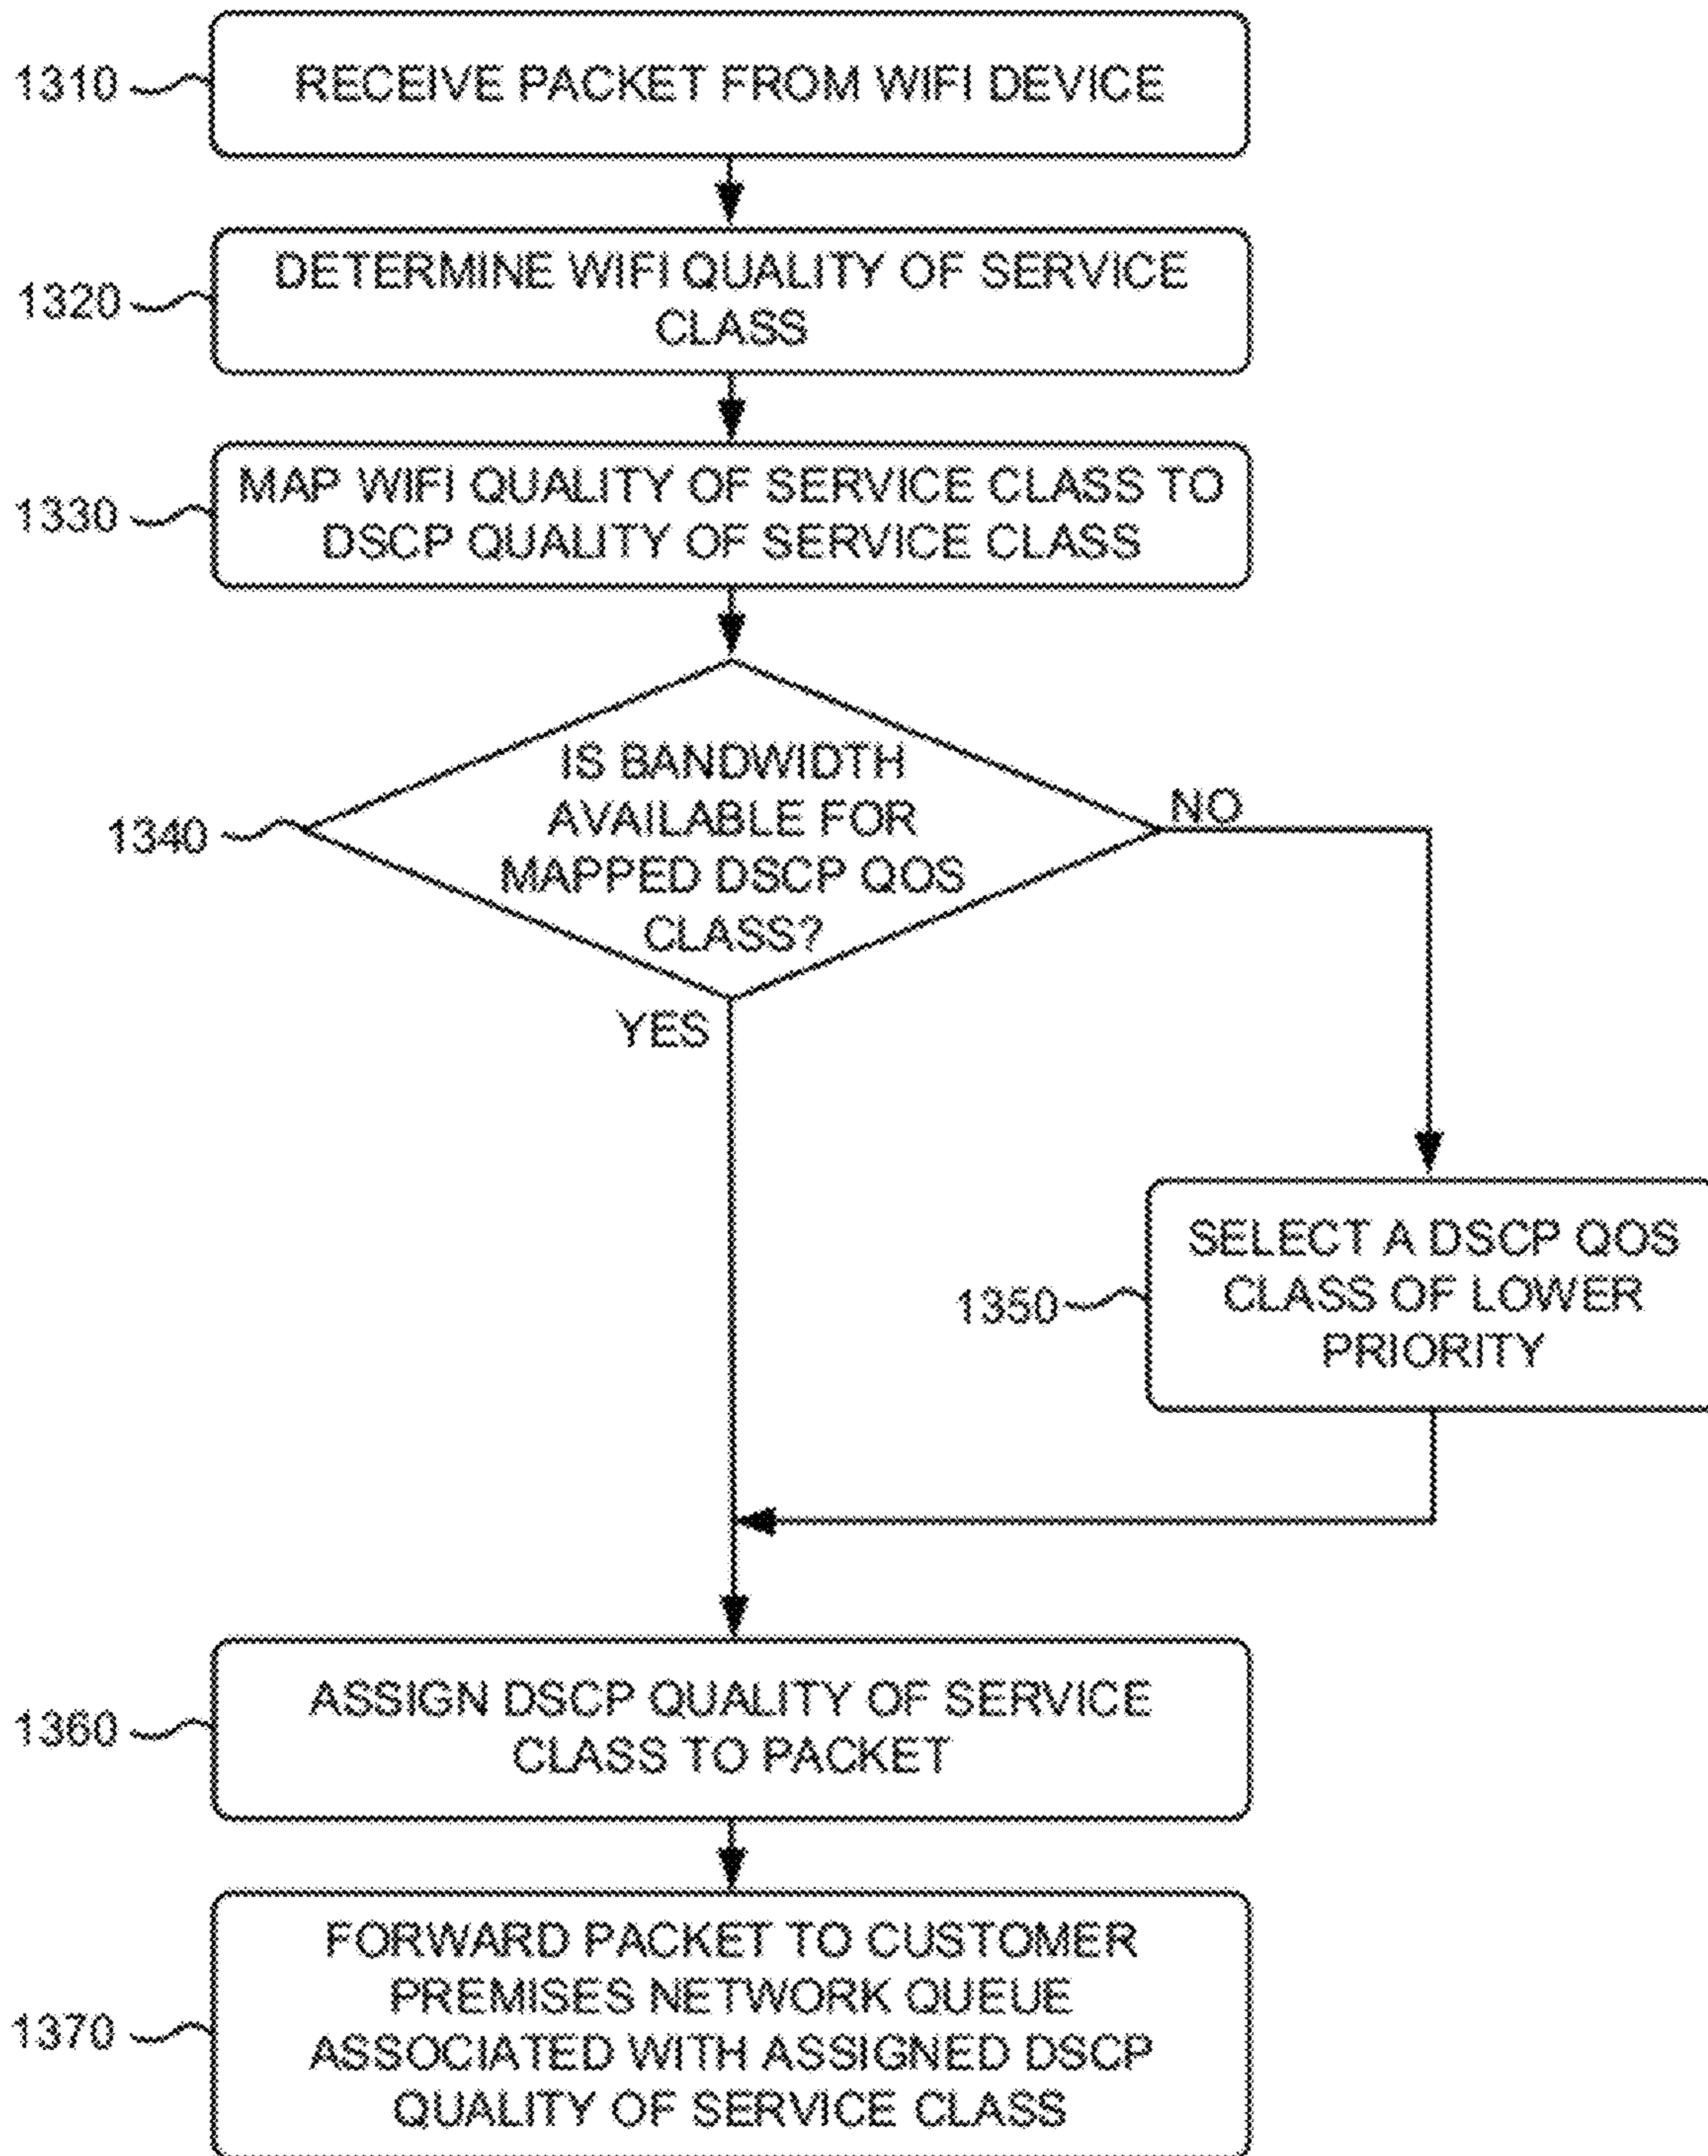 1310
RECEIVE PACKET FROM WIFI DEVICE
1320
DETERMINE WIFI QUALITY OF SERVICE
CLASS
1330
MAP WIFI QUALITY OF SERVICE CLASS TO
DSCP QUALITY OF SERVICE CLASS
1340
IS BANDWIDTH
AVAILABLE FOR
MAPPED DSCP QOS
CLASS?
NO
YES
1350
SELECT A DSCP QOS
CLASS OF LOWER
PRIORITY
1360
ASSIGN DSCP QUALITY OF SERVICE
CLASS TO PACKET
1370
FORWARD PACKET TO CUSTOMER
PREMISES NETWORK QUEUE
ASSOCIATED WITH ASSIGNED DSCP
QUALITY OF SERVICE CLASS